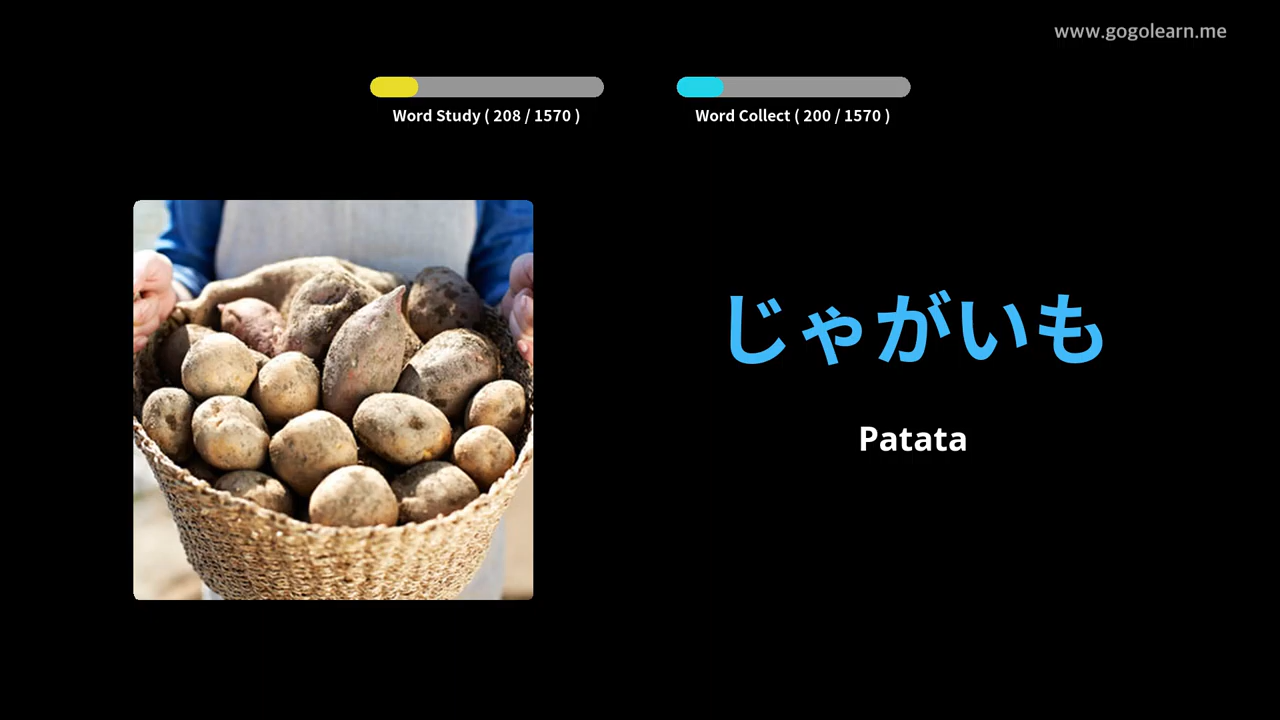 www.gogolearn.me
Word Study ( 208 / 1570 )
Word Collect ( 200 / 1570 )
じゃがいも
Patata